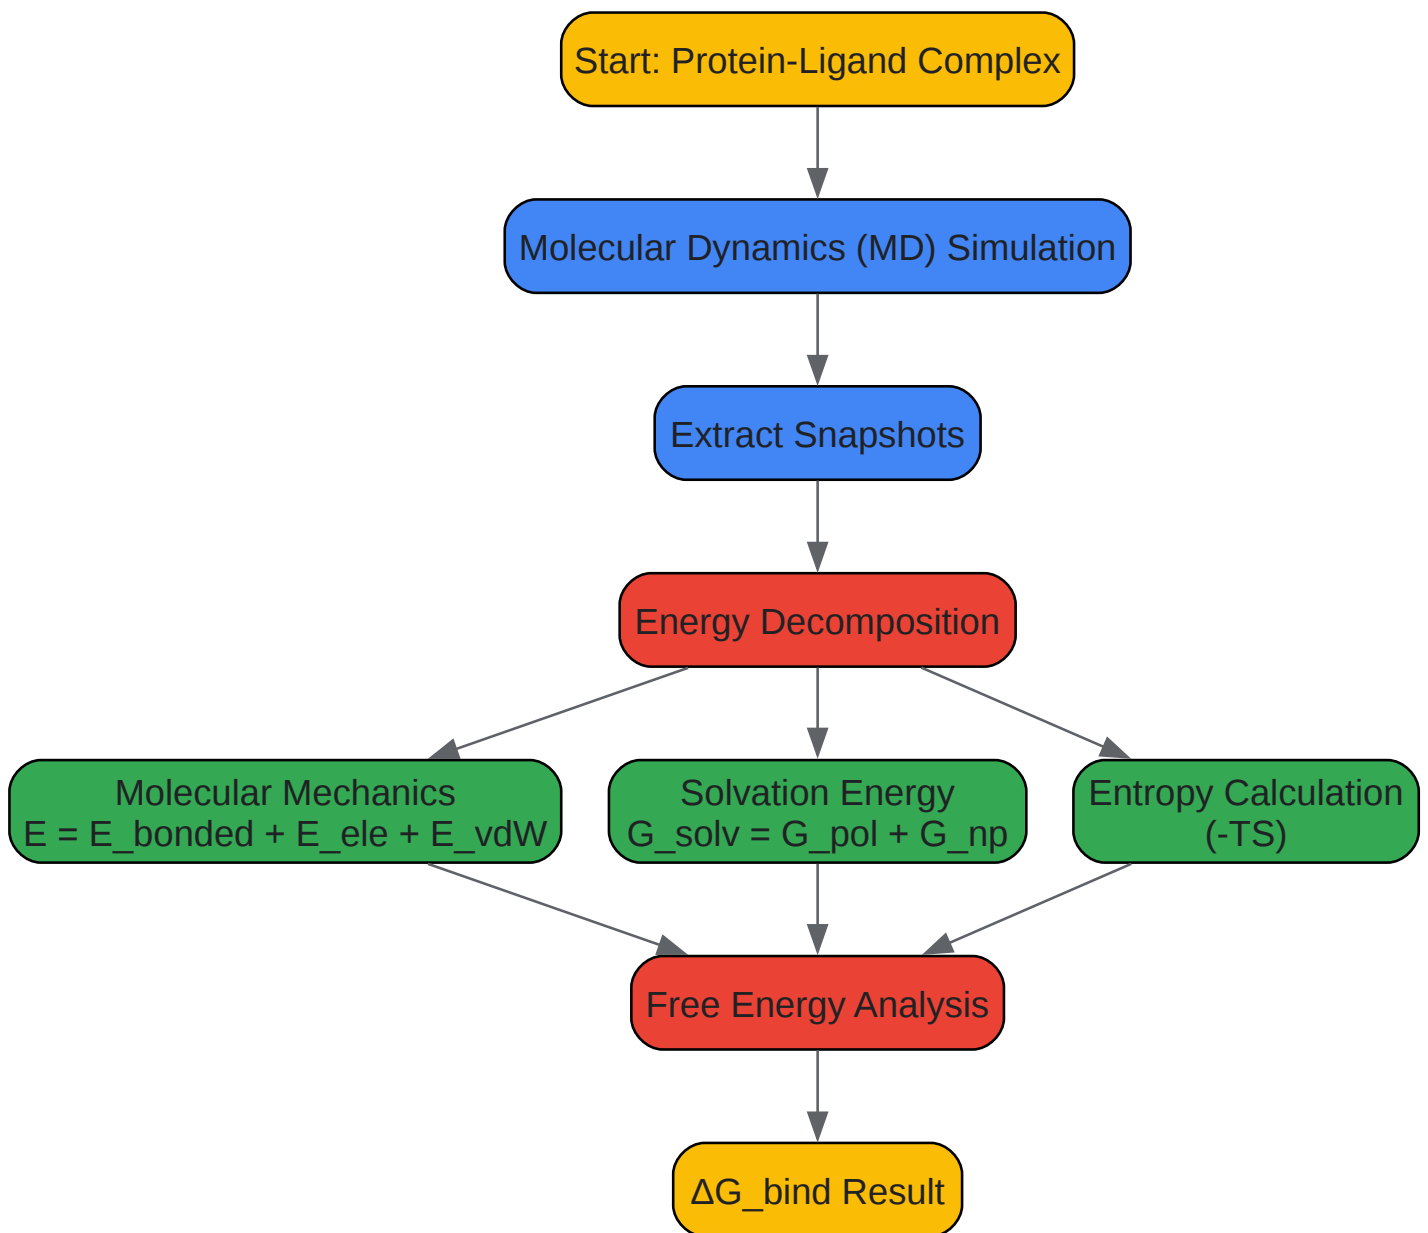 Start: Protein-Ligand Complex
Molecular Dynamics (MD) Simulation
Extract Snapshots
Energy Decomposition
Molecular Mechanics
E = E_bonded + E_ele + E_vdW
Solvation Energy
G_solv = G_pol + G_np
Entropy Calculation
(-TS)
Free Energy Analysis
ΔG_bind Result